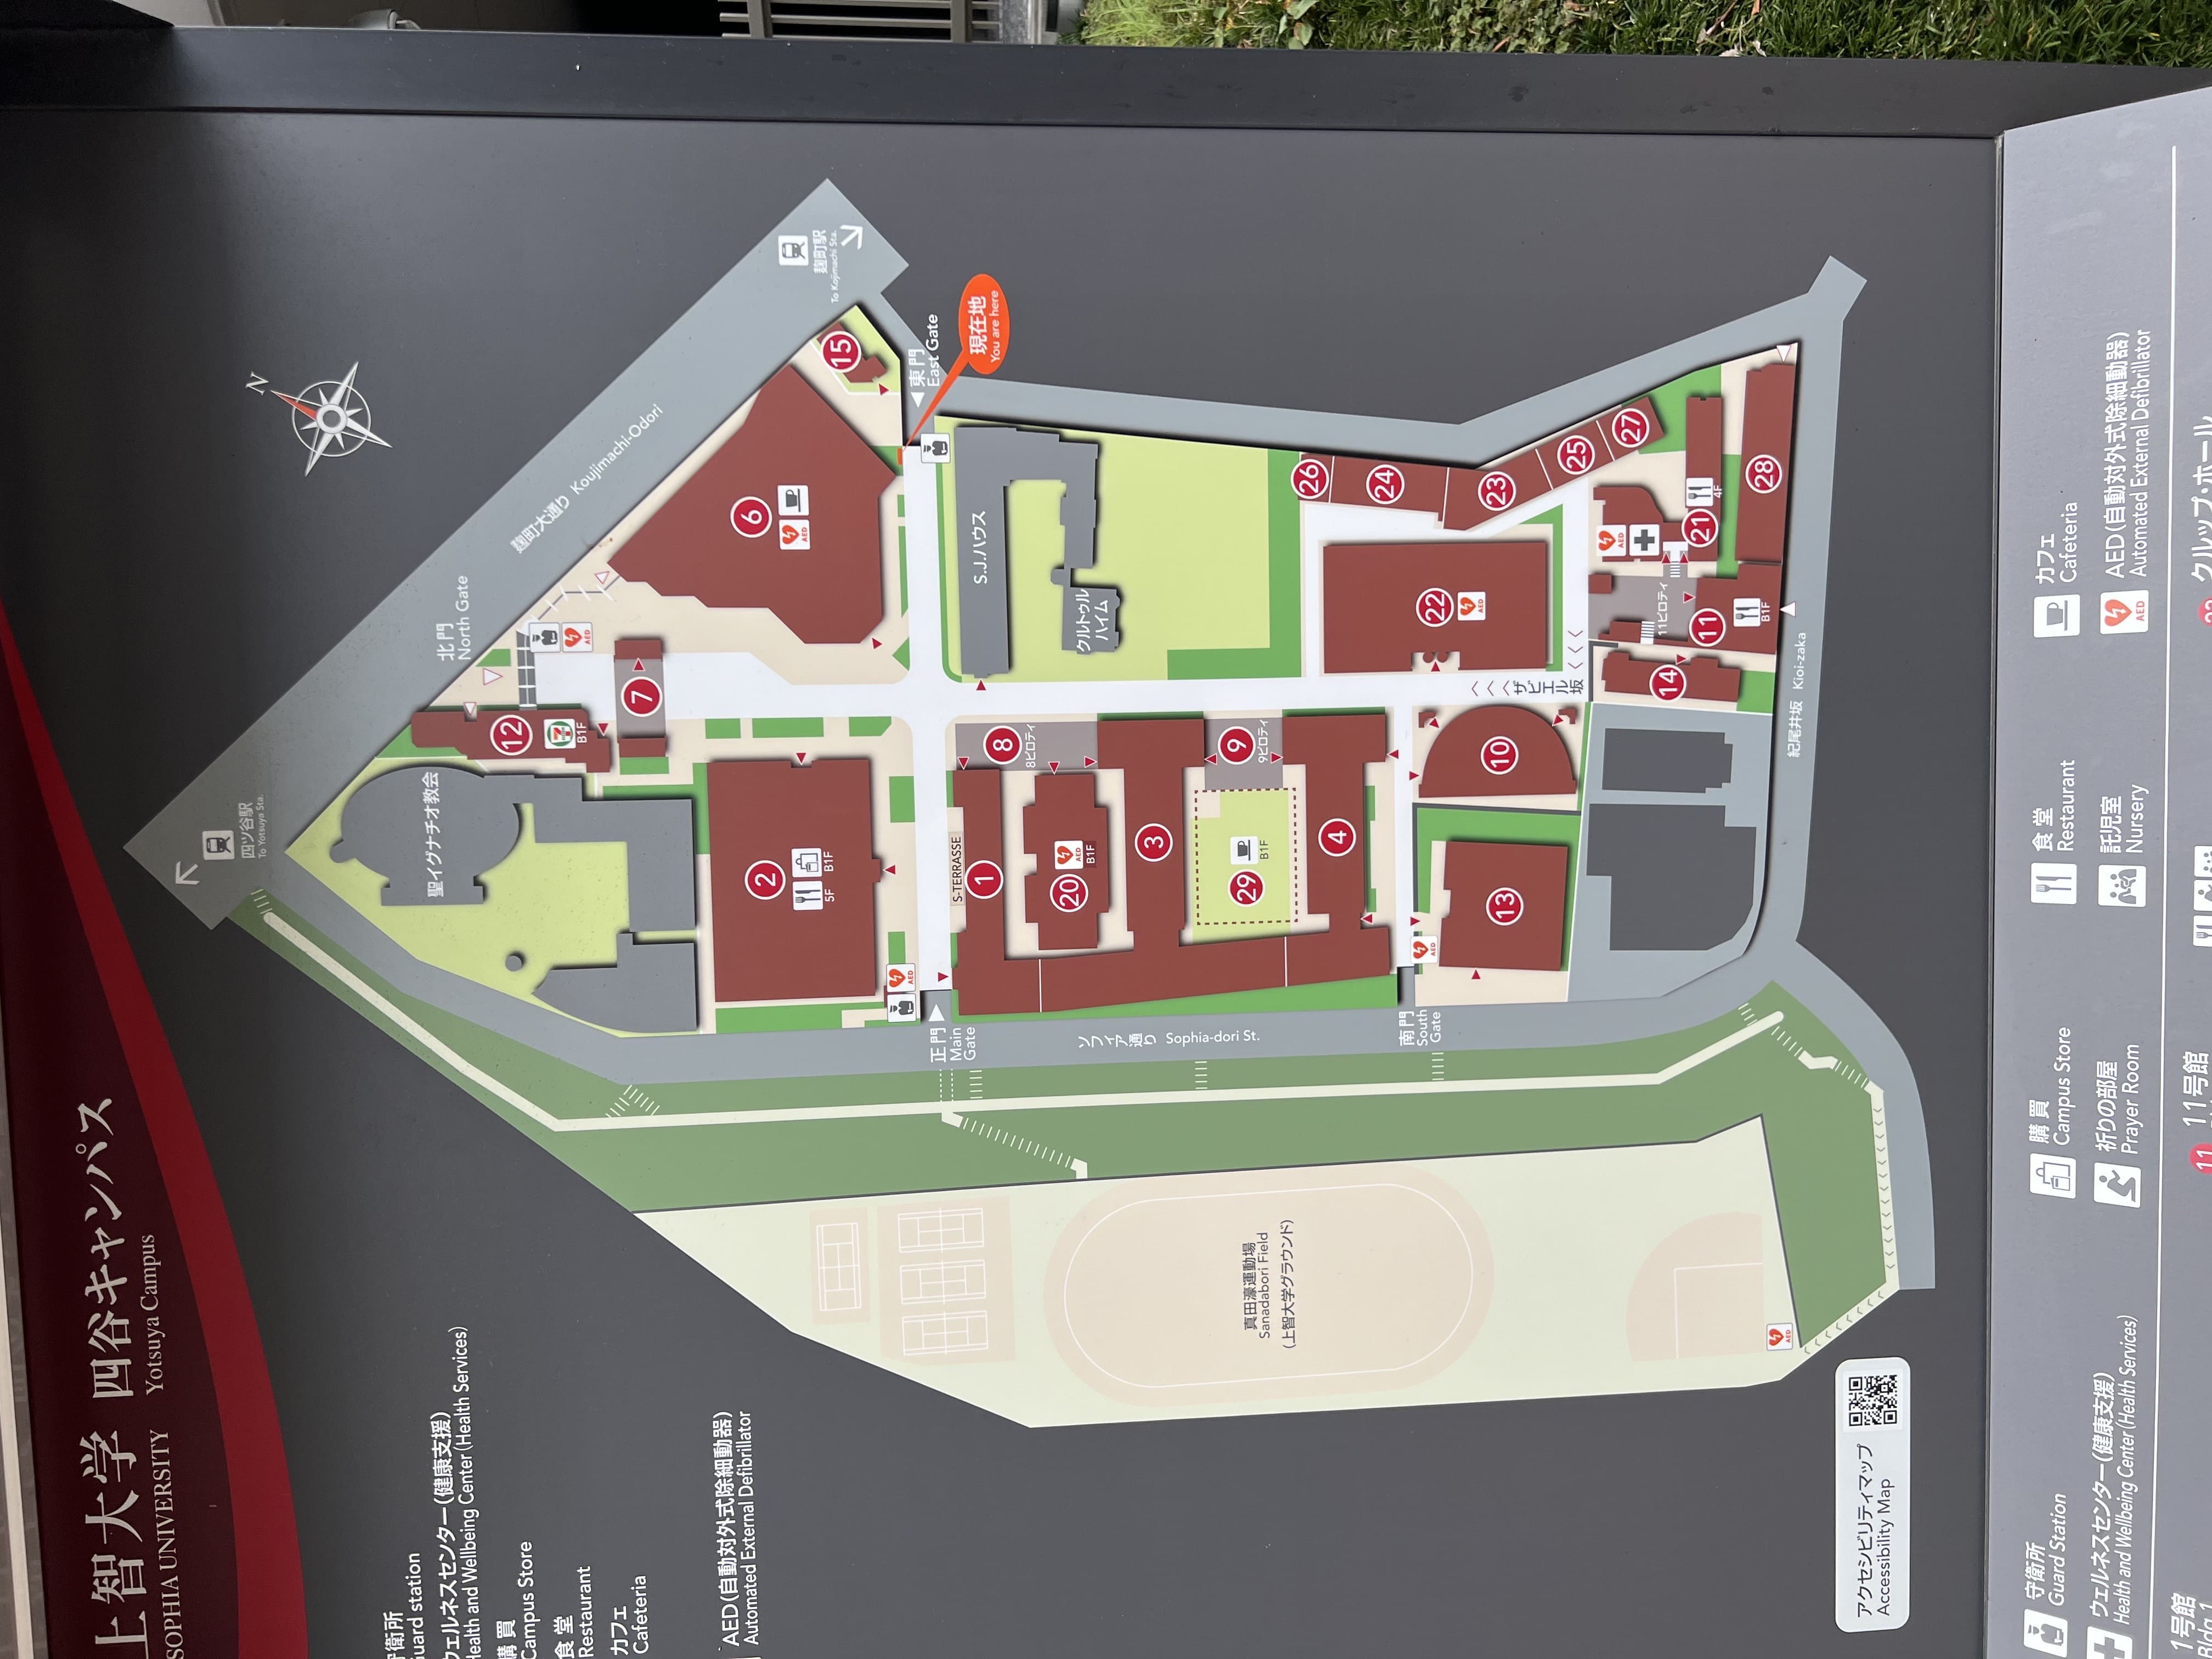 上智大学 四谷キャンパス
SOPHIA UNIVERSITY Yotsuya Campus
四ツ谷駅
To Yotsuya Sta.
N
守衛所
Guard station
ウェルネスセンター(健康支援)
Health and Wellbeing Center (Health Services)
購買
Campus Store
食堂
Restaurant
カフェ
Cafeteria
AED(自動対外式除細動器)
Automated External Defibrillator
聖イグナチオ教会
北門
North Gate
12
B1F
AED
麹町大通り Koujimachi-Odori
7
2
5F B1F
6
AED
麹町駅
To Kojimachi Sta.
15
AED
正門
Main
Gate
東門
East Gate
現在地
You are here
S-TERRASSE
1
8
8ピロティ
S.J.ハウス
20
AED
B1F
クルトゥル
ハイム
ソフィア通り Sophia-dori St.
3
29
B1F
9
9ピロティ
真田濠運動場
Sanadabori Field
(上智大学グラウンド)
4
26
24
南門
South
Gate
AED
22
AED
13
10
23
ザビエル坂
25
27
AED
14
11ピロティ
11
B1F
21
4F
28
AED
紀尾井坂 Kioi-zaka
アクセシビリティマップ
Accessibility Map
守衛所
Guard Station
購買
Campus Store
食堂
Restaurant
カフェ
Cafeteria
ウェルネスセンター(健康支援)
Health and Wellbeing Center (Health Services)
祈りの部屋
Prayer Room
託児室
Nursery
AED
AED(自動対外式除細動器)
Automated External Defibrillator
1号館
Bldg.1
11
11号館
クルップ・ホール